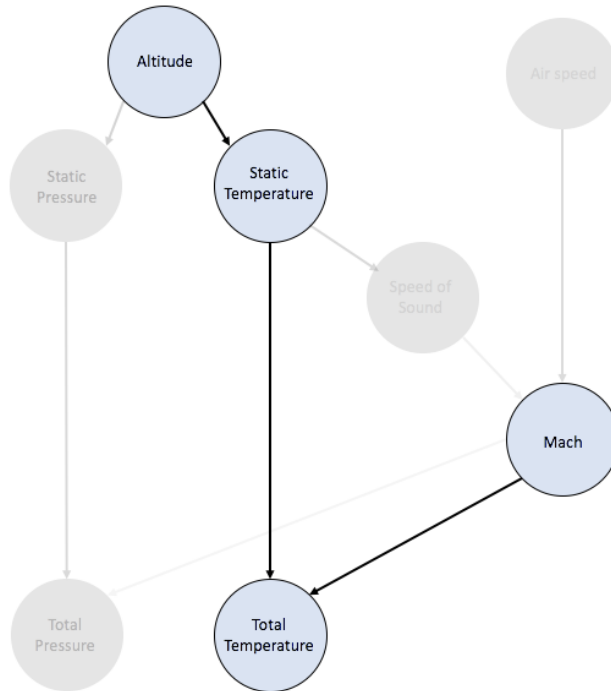 Altitude
Air speed
Static
Pressure
Static
Temperature
Speed of
Sound
Mach
Total
Pressure
Total
Temperature